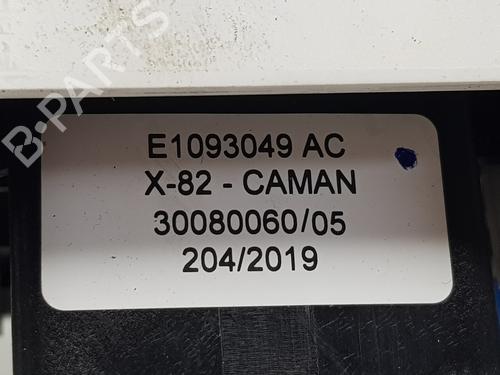 B-PARTS
E1093049 AC
X-82 - CAMAN
30080060/05
204/2019